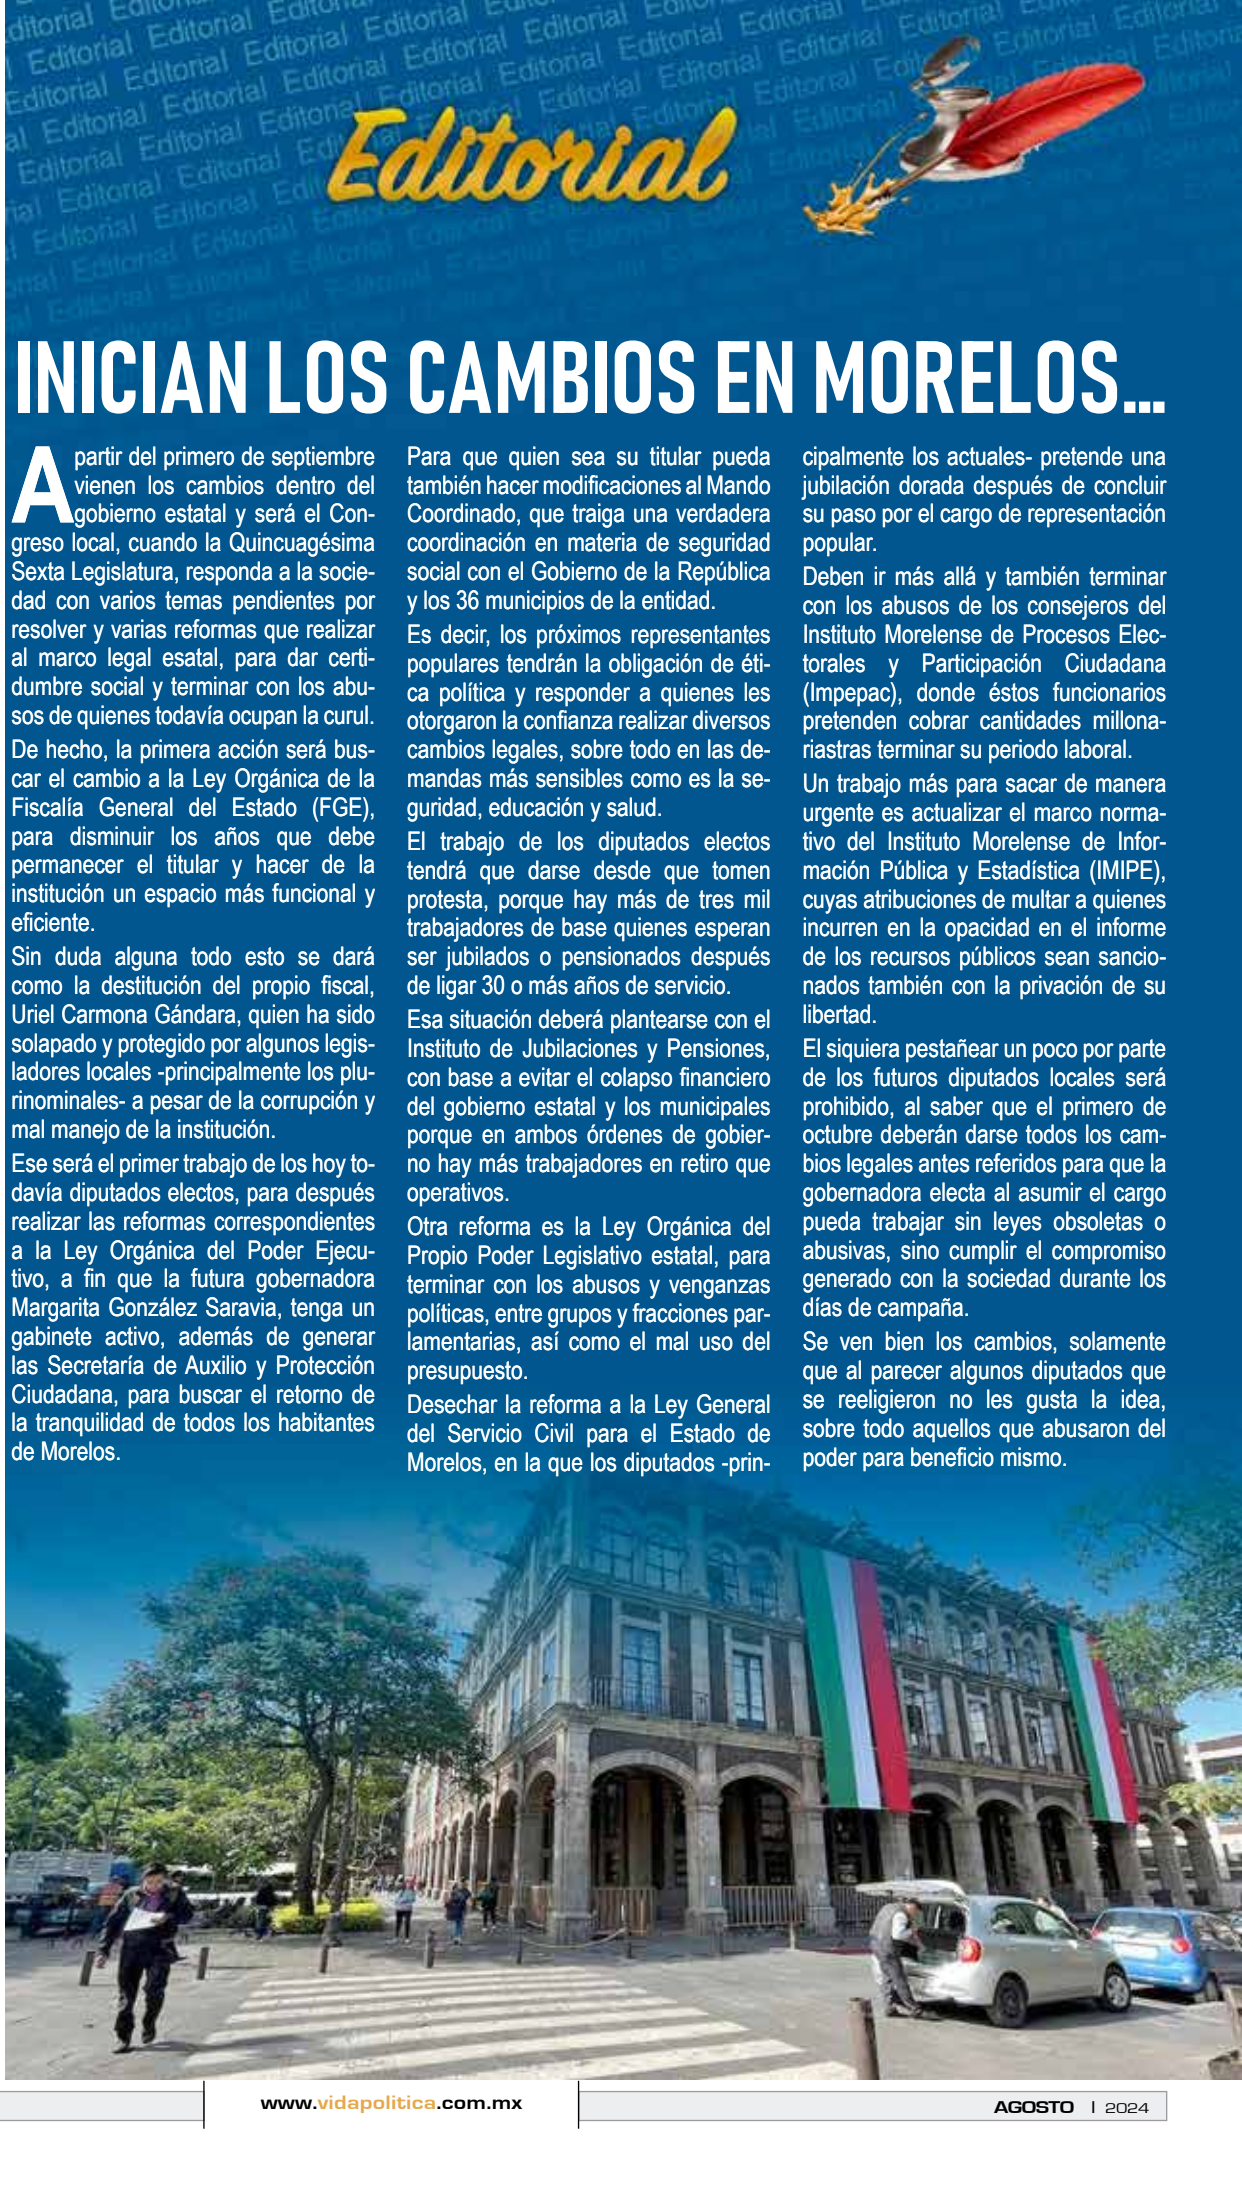 Editorial
INICIAN LOS CAMBIOS EN MORELOS...
A partir del primero de septiembre
vienen los cambios dentro del
gobierno estatal y será el Con-
greso local, cuando la Quincuagésima
Sexta Legislatura, responda a la socie-
dad con varios temas pendientes por
resolver y varias reformas que realizar
al marco legal esatal, para dar certi-
dumbre social y terminar con los abu-
sos de quienes todavía ocupan la curul.
De hecho, la primera acción será bus-
car el cambio a la Ley Orgánica de la
Fiscalía General del Estado (FGE),
para disminuir los años que debe
permanecer el titular y hacer de la
institución un espacio más funcional y
eficiente.
Sin duda alguna todo esto se dará
como la destitución del propio fiscal,
Uriel Carmona Gándara, quien ha sido
solapado y protegido por algunos legis-
ladores locales -principalmente los plu-
rinominales- a pesar de la corrupción y
mal manejo de la institución.
Ese será el primer trabajo de los hoy to-
davía diputados electos, para después
realizar las reformas correspondientes
a la Ley Orgánica del Poder Ejecu-
tivo, a fin que la futura gobernadora
Margarita González Saravia, tenga un
gabinete activo, además de generar
las Secretaría de Auxilio y Protección
Ciudadana, para buscar el retorno de
la tranquilidad de todos los habitantes
de Morelos.
Para que quien sea su titular pueda
también hacer modificaciones al Mando
Coordinado, que traiga una verdadera
coordinación en materia de seguridad
social con el Gobierno de la República
y los 36 municipios de la entidad.
Es decir, los próximos representantes
populares tendrán la obligación de éti-
ca política y responder a quienes les
otorgaron la confianza realizar diversos
cambios legales, sobre todo en las de-
mandas más sensibles como es la se-
guridad, educación y salud.
El trabajo de los diputados electos
tendrá que darse desde que tomen
protesta, porque hay más de tres mil
trabajadores de base quienes esperan
ser jubilados o pensionados después
de ligar 30 o más años de servicio.
Esa situación deberá plantearse con el
Instituto de Jubilaciones y Pensiones,
con base a evitar el colapso financiero
del gobierno estatal y los municipales
porque en ambos órdenes de gobier-
no hay más trabajadores en retiro que
operativos.
Otra reforma es la Ley Orgánica del
Propio Poder Legislativo estatal, para
terminar con los abusos y venganzas
políticas, entre grupos y fracciones par-
lamentarias, así como el mal uso del
presupuesto.
Desechar la reforma a la Ley General
del Servicio Civil para el Estado de
Morelos, en la que los diputados -prin-
cipalmente los actuales- pretende una
jubilación dorada después de concluir
su paso por el cargo de representación
popular.
Deben ir más allá y también terminar
con los abusos de los consejeros del
Instituto Morelense de Procesos Elec-
torales y Participación Ciudadana
(Impepac), donde éstos funcionarios
pretenden cobrar cantidades millona-
riastras terminar su periodo laboral.
Un trabajo más para sacar de manera
urgente es actualizar el marco norma-
tivo del Instituto Morelense de Infor-
mación Pública y Estadística (IMIPE),
cuyas atribuciones de multar a quienes
incurren en la opacidad en el informe
de los recursos públicos sean sancio-
nados también con la privación de su
libertad.
El siquiera pestañear un poco por parte
de los futuros diputados locales será
prohibido, al saber que el primero de
octubre deberán darse todos los cam-
bios legales antes referidos para que la
gobernadora electa al asumir el cargo
pueda trabajar sin leyes obsoletas o
abusivas, sino cumplir el compromiso
generado con la sociedad durante los
días de campaña.
Se ven bien los cambios, solamente
que al parecer algunos diputados que
se reeligieron no les gusta la idea,
sobre todo aquellos que abusaron del
poder para beneficio mismo.
www.vidapolitica.com.mx
AGOSTO | 2024